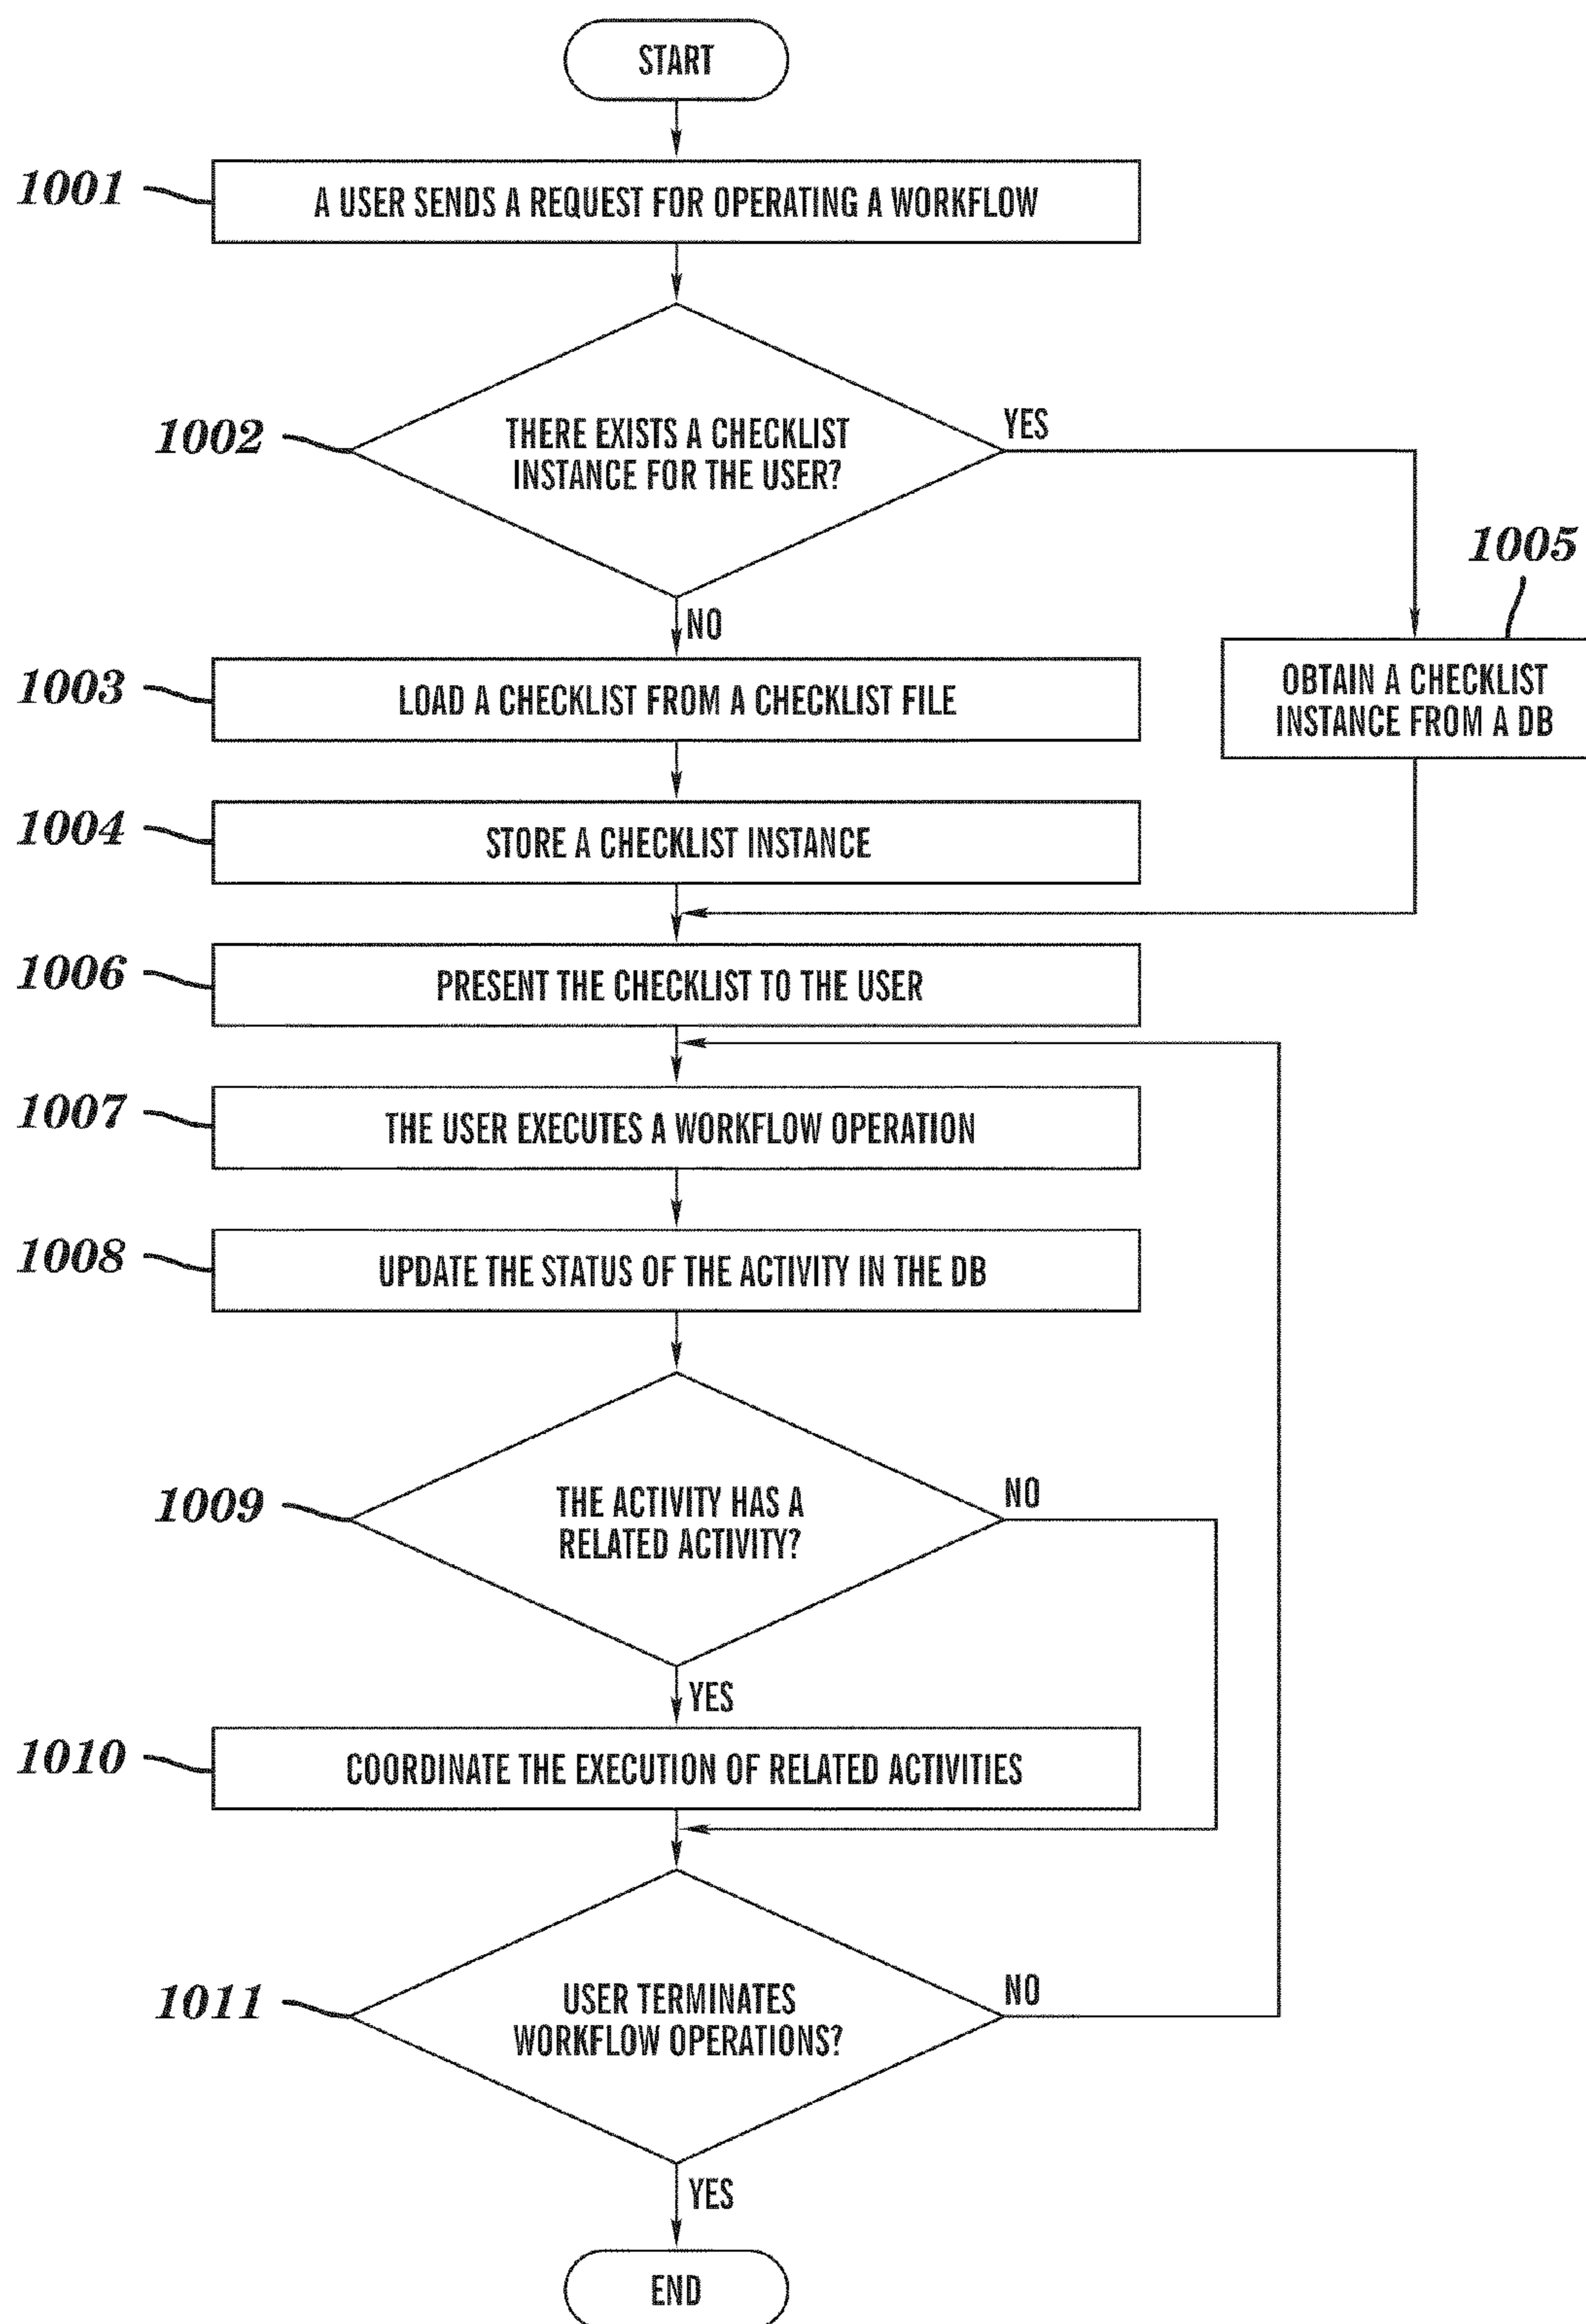 START
1001
A USER SENDS A REQUEST FOR OPERATING A WORKFLOW
1002
THERE EXISTS A CHECKLIST
INSTANCE FOR THE USER?
YES
1005
NO
1003
LOAD A CHECKLIST FROM A CHECKLIST FILE
OBTAIN A CHECKLIST
INSTANCE FROM A DB
1004
STORE A CHECKLIST INSTANCE
1006
PRESENT THE CHECKLIST TO THE USER
1007
THE USER EXECUTES A WORKFLOW OPERATION
1008
UPDATE THE STATUS OF THE ACTIVITY IN THE DB
1009
THE ACTIVITY HAS A
RELATED ACTIVITY?
NO
YES
1010
COORDINATE THE EXECUTION OF RELATED ACTIVITIES
1011
USER TERMINATES
WORKFLOW OPERATIONS?
NO
YES
END